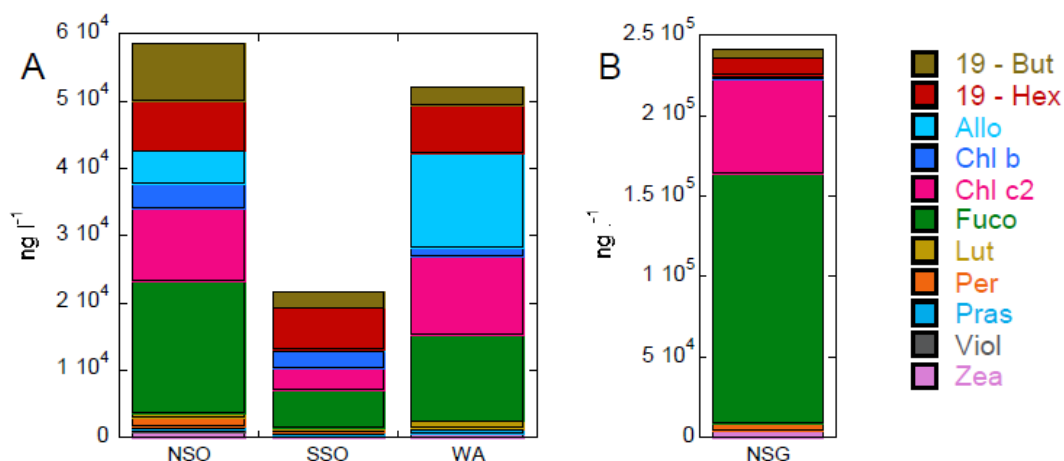 A
6 10⁴
5 10⁴
4 10⁴
3 10⁴
2 10⁴
1 10⁴
0
ng l⁻¹
NSO SSO WA
B
2.5 10⁵
2 10⁵
1.5 10⁵
1 10⁵
5 10⁴
0
ng .⁻¹
NSG
19 - But
19 - Hex
Allo
Chl b
Chl c2
Fuco
Lut
Per
Pras
Viol
Zea